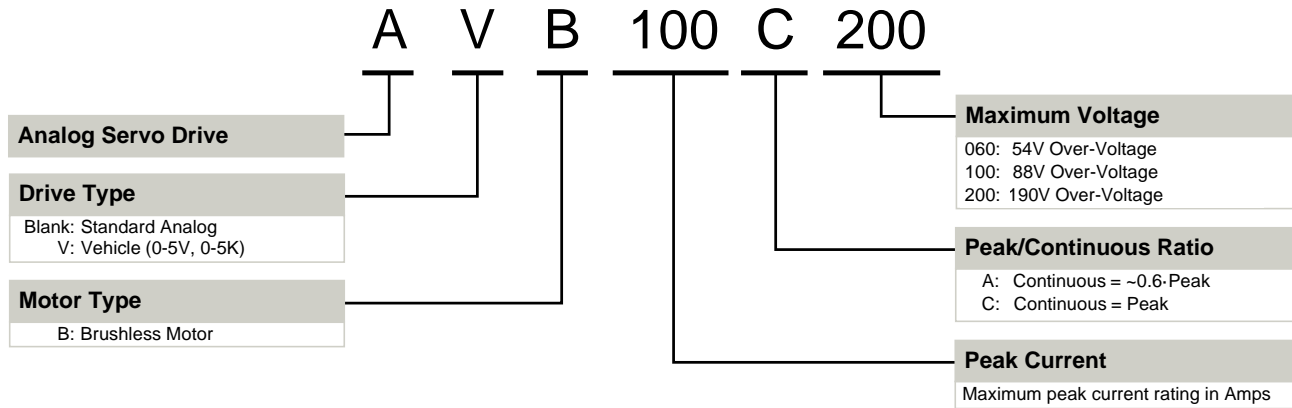 A V B 100 C 200
Analog Servo Drive
Drive Type
Blank: Standard Analog
V: Vehicle (0-5V, 0-5K)
Motor Type
B: Brushless Motor
Maximum Voltage
060: 54V Over-Voltage
100: 88V Over-Voltage
200: 190V Over-Voltage
Peak/Continuous Ratio
A: Continuous = ~0.6·Peak
C: Continuous = Peak
Peak Current
Maximum peak current rating in Amps